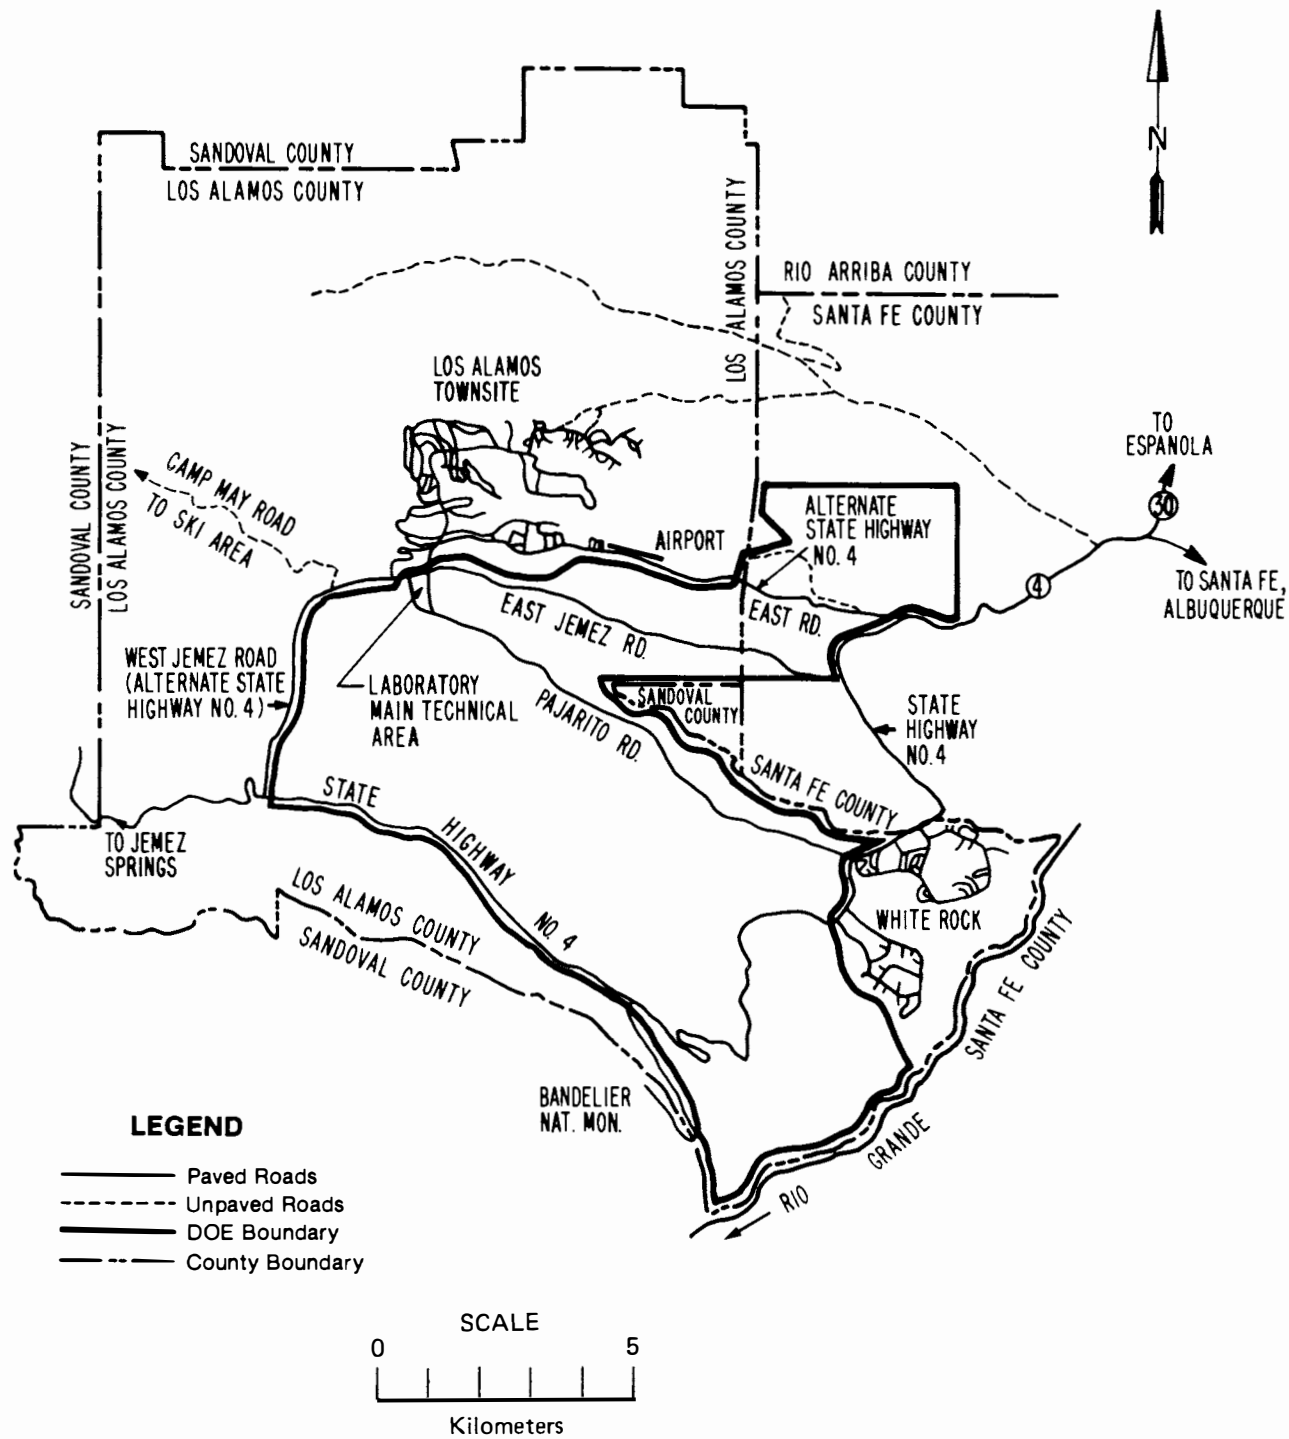 N
SANDOVAL COUNTY
LOS ALAMOS COUNTY
LOS ALAMOS COUNTY
RIO ARRIBA COUNTY
SANTA FE COUNTY
LOS ALAMOS
TOWNSITE
TO
ESPANOLA
SANDOVAL COUNTY
LOS ALAMOS COUNTY
CAMP MAY ROAD
TO SKI AREA
ALTERNATE
STATE HIGHWAY
NO. 4
30
AIRPORT
4
TO SANTA FE,
ALBUQUERQUE
EAST JEMEZ RD.
EAST RD.
WEST JEMEZ ROAD
(ALTERNATE STATE
HIGHWAY NO. 4)
LABORATORY
MAIN TECHNICAL
AREA
PAJARITO RD.
SANDOVAL
COUNTY
STATE
HIGHWAY
NO. 4
SANTA FE COUNTY
STATE HIGHWAY NO. 4
TO JEMEZ
SPRINGS
LOS ALAMOS COUNTY
SANDOVAL COUNTY
WHITE ROCK
SANTA FE COUNTY
BANDELIER
NAT. MON.
RIO GRANDE
LEGEND
Paved Roads
Unpaved Roads
DOE Boundary
County Boundary
SCALE
0 5
Kilometers